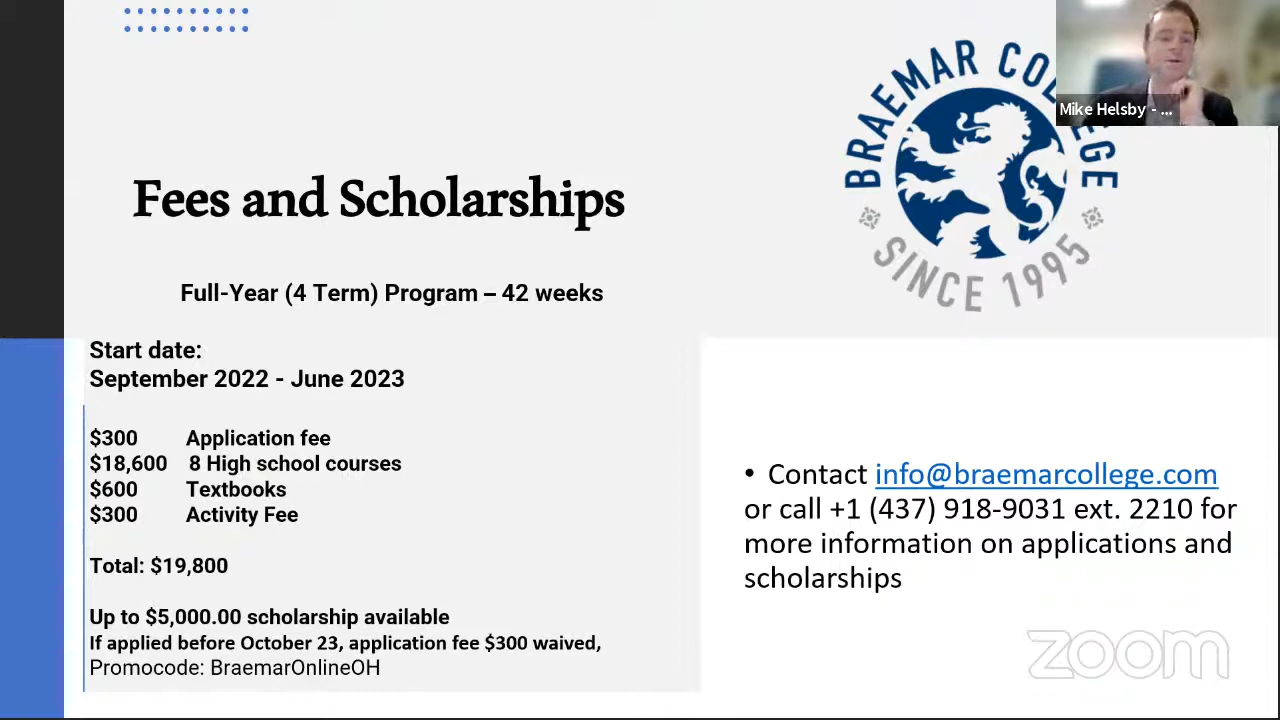 BRAEMAR COLLEGE
SINCE 1995
Mike Helsby - ...
Fees and Scholarships
Full-Year (4 Term) Program – 42 weeks
Start date:
September 2022 - June 2023
$300 Application fee
$18,600 8 High school courses
$600 Textbooks
$300 Activity Fee
Total: $19,800
Up to $5,000.00 scholarship available
If applied before October 23, application fee $300 waived,
Promocode: BraemarOnlineOH
• Contact info@braemarcollege.com
or call +1 (437) 918-9031 ext. 2210 for
more information on applications and
scholarships
zoom